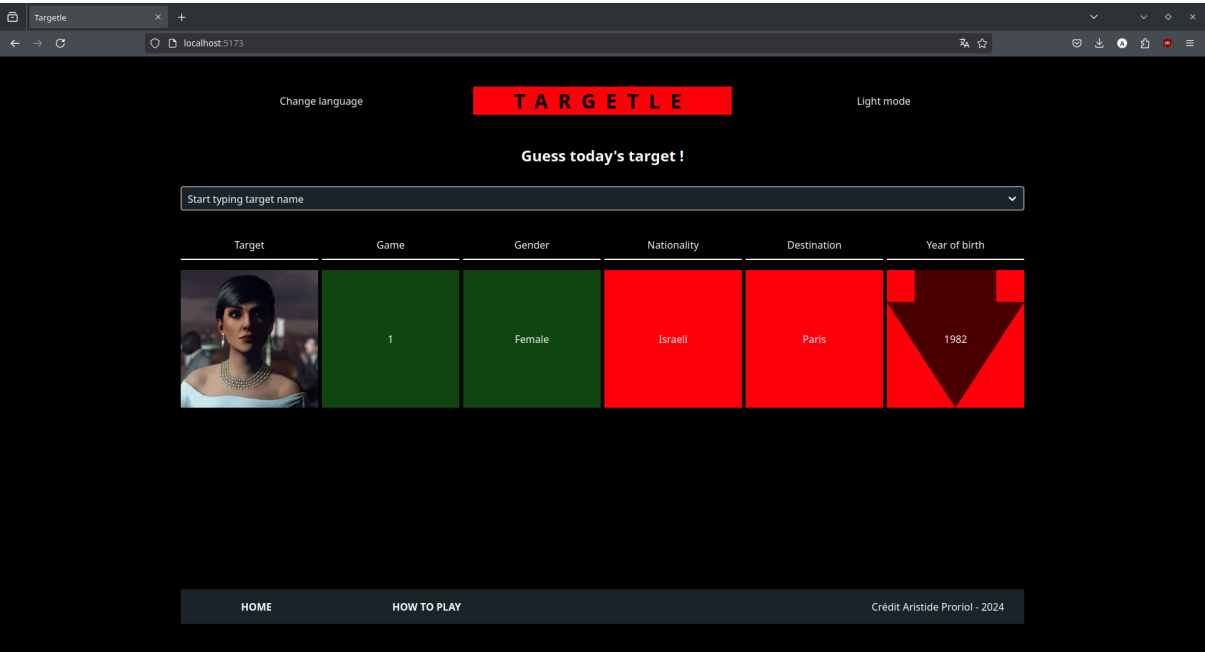 Targetle
localhost:5173
Change language
TARGETLE
Light mode
Guess today's target !
Start typing target name
Target Game Gender Nationality Destination Year of birth
1 Female Israeli Paris 1982
HOME HOW TO PLAY Crédit Aristide Proriol - 2024